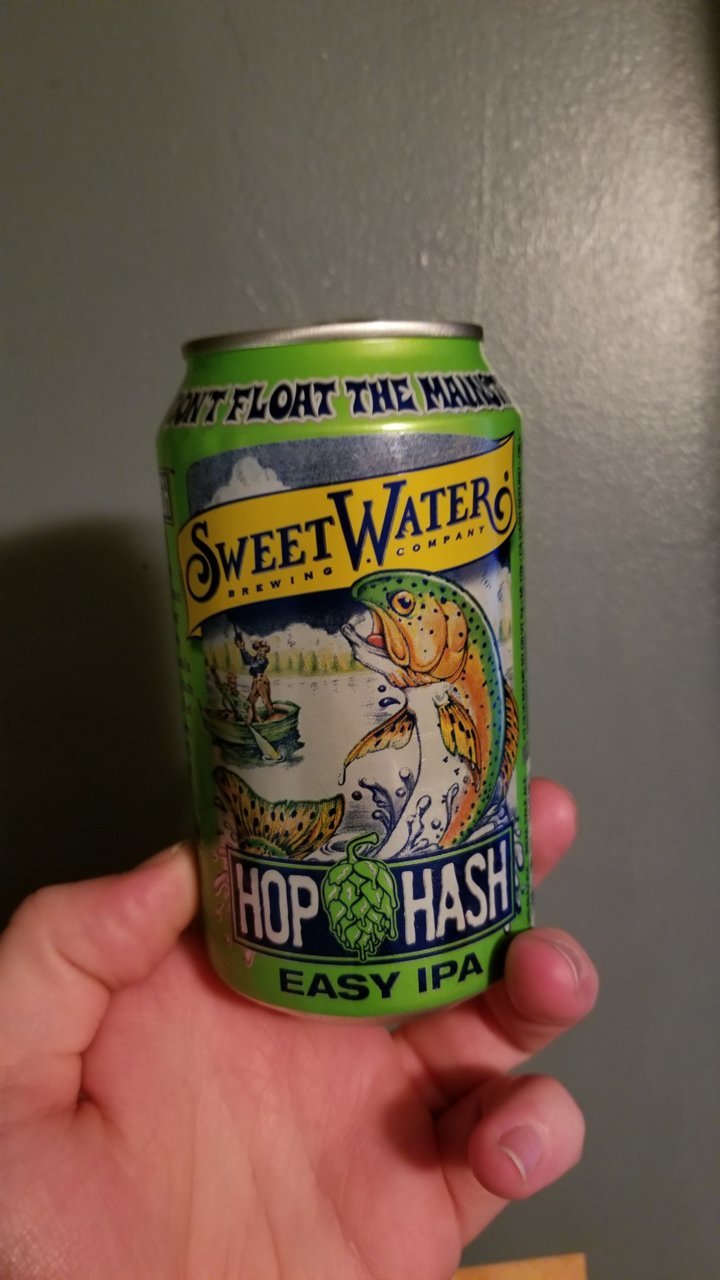 FLOAT THE
SWEETWATER
BREWING COMPANY
HOP HASH
EASY IPA